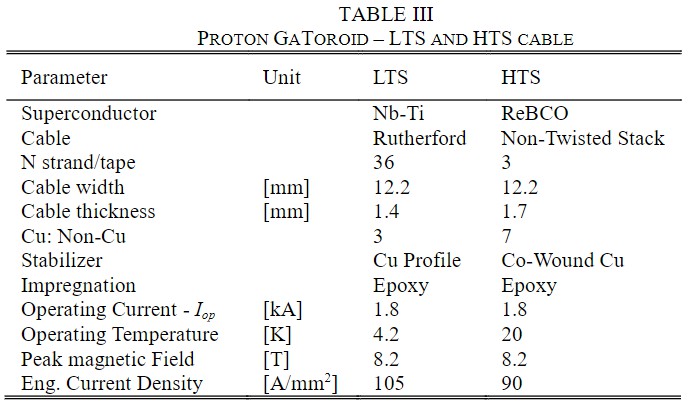 TABLE III
PROTON GATOROID – LTS AND HTS CABLE
Parameter Unit LTS HTS
Superconductor Nb-Ti ReBCO
Cable Rutherford Non-Twisted Stack
N strand/tape 36 3
Cable width [mm] 12.2 12.2
Cable thickness [mm] 1.4 1.7
Cu: Non-Cu 3 7
Stabilizer Cu Profile Co-Wound Cu
Impregnation Epoxy Epoxy
Operating Current - Iop [kA] 1.8 1.8
Operating Temperature [K] 4.2 20
Peak magnetic Field [T] 8.2 8.2
Eng. Current Density [A/mm²] 105 90